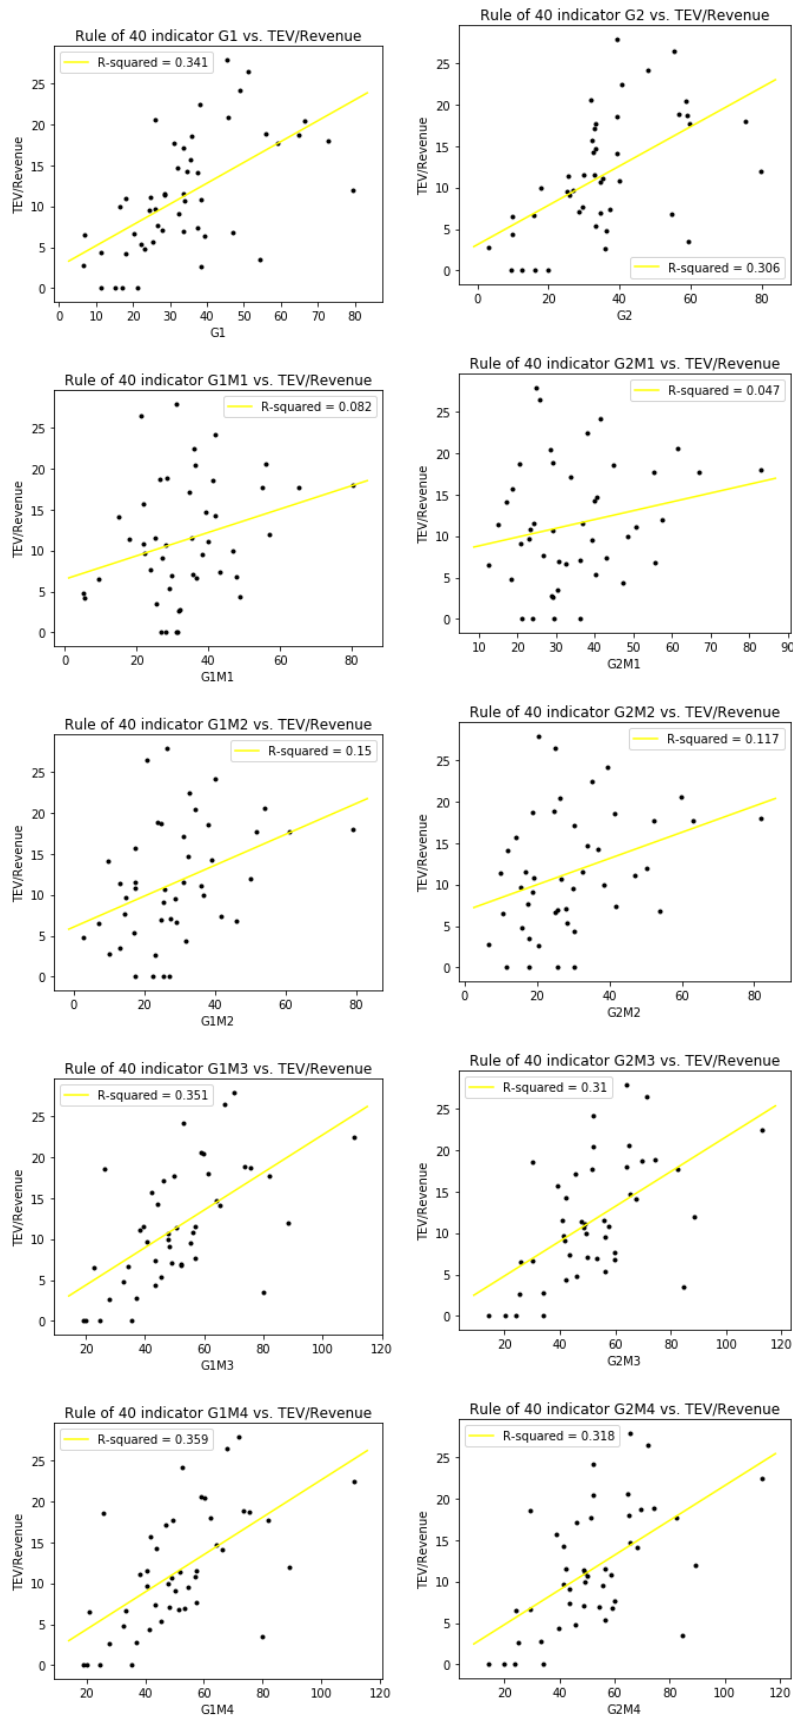 Rule of 40 indicator G1 vs. TEV/Revenue
R-squared = 0.341
TEV/Revenue
25
20
15
10
5
0
0 10 20 30 40 50 60 70 80
G1
Rule of 40 indicator G2 vs. TEV/Revenue
R-squared = 0.306
TEV/Revenue
25
20
15
10
5
0
0 20 40 60 80
G2
Rule of 40 indicator G1M1 vs. TEV/Revenue
R-squared = 0.082
TEV/Revenue
25
20
15
10
5
0
0 20 40 60 80
G1M1
Rule of 40 indicator G2M1 vs. TEV/Revenue
R-squared = 0.047
TEV/Revenue
25
20
15
10
5
0
10 20 30 40 50 60 70 80 90
G2M1
Rule of 40 indicator G1M2 vs. TEV/Revenue
R-squared = 0.15
TEV/Revenue
25
20
15
10
5
0
0 20 40 60 80
G1M2
Rule of 40 indicator G2M2 vs. TEV/Revenue
R-squared = 0.117
TEV/Revenue
25
20
15
10
5
0
0 20 40 60 80
G2M2
Rule of 40 indicator G1M3 vs. TEV/Revenue
R-squared = 0.351
TEV/Revenue
25
20
15
10
5
0
20 40 60 80 100 120
G1M3
Rule of 40 indicator G2M3 vs. TEV/Revenue
R-squared = 0.31
TEV/Revenue
25
20
15
10
5
0
20 40 60 80 100 120
G2M3
Rule of 40 indicator G1M4 vs. TEV/Revenue
R-squared = 0.359
TEV/Revenue
25
20
15
10
5
0
20 40 60 80 100 120
G1M4
Rule of 40 indicator G2M4 vs. TEV/Revenue
R-squared = 0.318
TEV/Revenue
25
20
15
10
5
0
20 40 60 80 100 120
G2M4